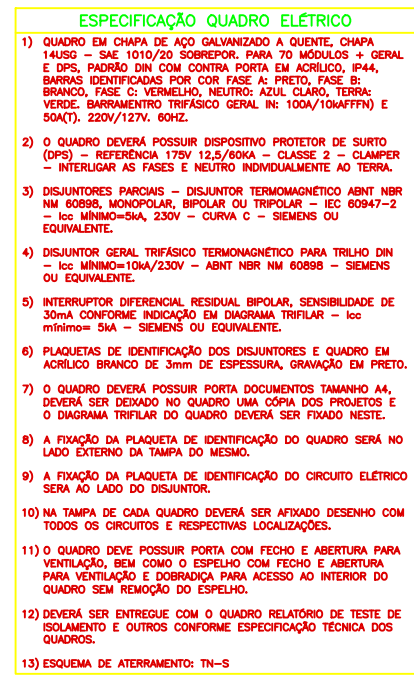 ESPECIFICAÇÃO QUADRO ELÉTRICO
1) QUADRO EM CHAPA DE AÇO GALVANIZADO A QUENTE, CHAPA
14USG – SAE 1010/20 SOBREPOR. PARA 70 MÓDULOS + GERAL
E DPS, PADRÃO DIN COM CONTRA PORTA EM ACRÍLICO, IP44,
BARRAS IDENTIFICADAS POR COR FASE A: PRETO, FASE B:
BRANCO, FASE C: VERMELHO, NEUTRO: AZUL CLARO, TERRA:
VERDE. BARRAMENTRO TRIFÁSICO GERAL IN: 100A/10kAFFFN) E
50A(T). 220V/127V. 60HZ.
2) O QUADRO DEVERÁ POSSUIR DISPOSITIVO PROTETOR DE SURTO
(DPS) – REFERÊNCIA 175V 12,5/60KA – CLASSE 2 – CLAMPER
– INTERLIGAR AS FASES E NEUTRO INDIVIDUALMENTE AO TERRA.
3) DISJUNTORES PARCIAIS – DISJUNTOR TERMOMAGNÉTICO ABNT NBR
NM 60898, MONOPOLAR, BIPOLAR OU TRIPOLAR – IEC 60947–2
– Icc MÍNIMO=5kA, 230V – CURVA C – SIEMENS OU
EQUIVALENTE.
4) DISJUNTOR GERAL TRIFÁSICO TERMONAGNÉTICO PARA TRILHO DIN
– Icc MÍNIMO=10kA/230V – ABNT NBR NM 60898 – SIEMENS
OU EQUIVALENTE.
5) INTERRUPTOR DIFERENCIAL RESIDUAL BIPOLAR, SENSIBILIDADE DE
30mA CONFORME INDICAÇÃO EM DIAGRAMA TRIFILAR – Icc
mínimo= 5kA – SIEMENS OU EQUIVALENTE.
6) PLAQUETAS DE IDENTIFICAÇÃO DOS DISJUNTORES E QUADRO EM
ACRÍLICO BRANCO DE 3mm DE ESPESSURA, GRAVAÇÃO EM PRETO.
7) O QUADRO DEVERÁ POSSUIR PORTA DOCUMENTOS TAMANHO A4,
DEVERÁ SER DEIXADO NO QUADRO UMA CÓPIA DOS PROJETOS E
O DIAGRAMA TRIFILAR DO QUADRO DEVERÁ SER FIXADO NESTE.
8) A FIXAÇÃO DA PLAQUETA DE IDENTIFICAÇÃO DO QUADRO SERÁ NO
LADO EXTERNO DA TAMPA DO MESMO.
9) A FIXAÇÃO DA PLAQUETA DE IDENTIFICAÇÃO DO CIRCUITO ELÉTRICO
SERA AO LADO DO DISJUNTOR.
10) NA TAMPA DE CADA QUADRO DEVERÁ SER AFIXADO DESENHO COM
TODOS OS CIRCUITOS E RESPECTIVAS LOCALIZAÇÕES.
11) O QUADRO DEVE POSSUIR PORTA COM FECHO E ABERTURA PARA
VENTILAÇÃO, BEM COMO O ESPELHO COM FECHO E ABERTURA
PARA VENTILAÇÃO E DOBRADIÇA PARA ACESSO AO INTERIOR DO
QUADRO SEM REMOÇÃO DO ESPELHO.
12) DEVERÁ SER ENTREGUE COM O QUADRO RELATÓRIO DE TESTE DE
ISOLAMENTO E OUTROS CONFORME ESPECIFICAÇÃO TÉCNICA DOS
QUADROS.
13) ESQUEMA DE ATERRAMENTO: TN–S